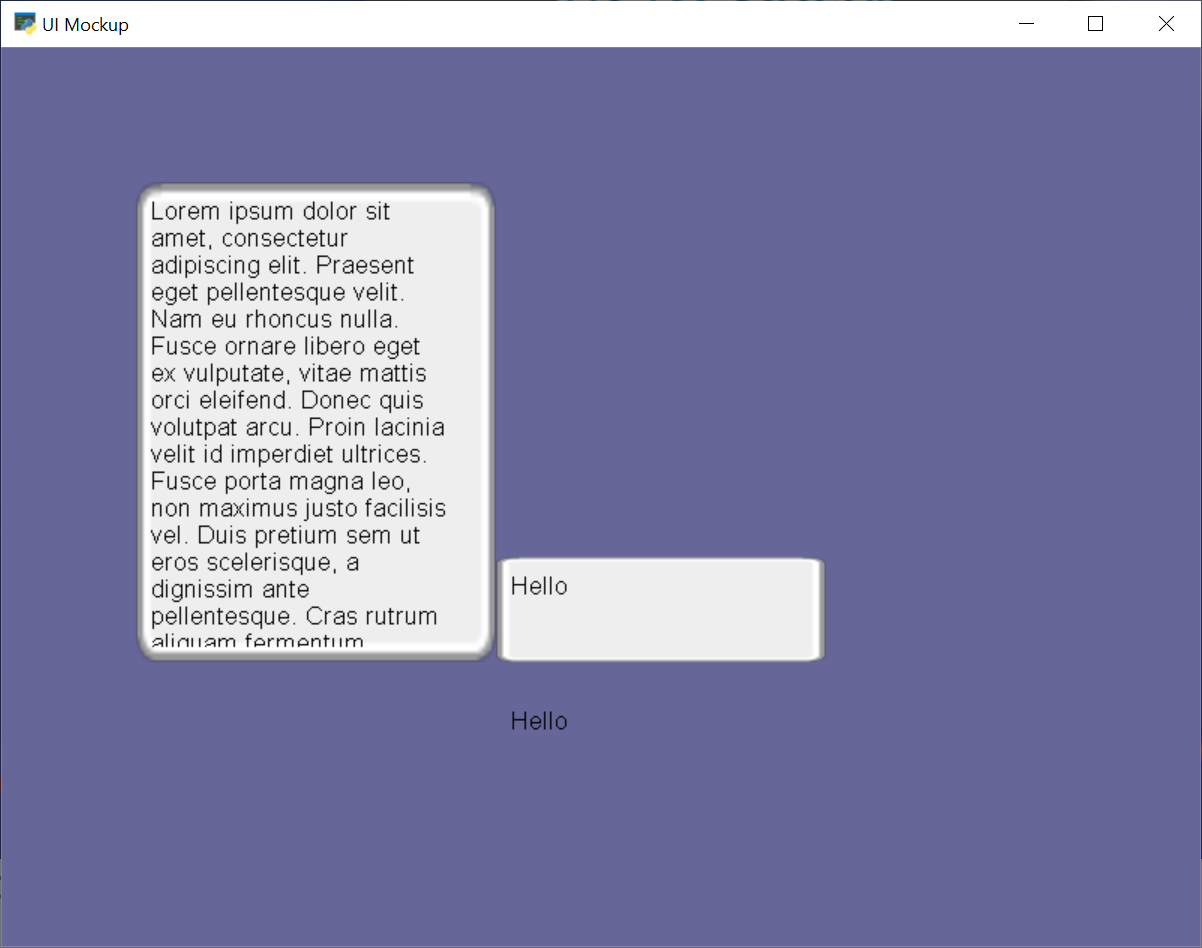 UI Mockup
Lorem ipsum dolor sit
amet, consectetur
adipiscing elit. Praesent
eget pellentesque velit.
Nam eu rhoncus nulla.
Fusce ornare libero eget
ex vulputate, vitae mattis
orci eleifend. Donec quis
volutpat arcu. Proin lacinia
velit id imperdiet ultrices.
Fusce porta magna leo,
non maximus justo facilisis
vel. Duis pretium sem ut
eros scelerisque, a
dignissim ante
pellentesque. Cras rutrum
aliquam fermentum
Hello
Hello